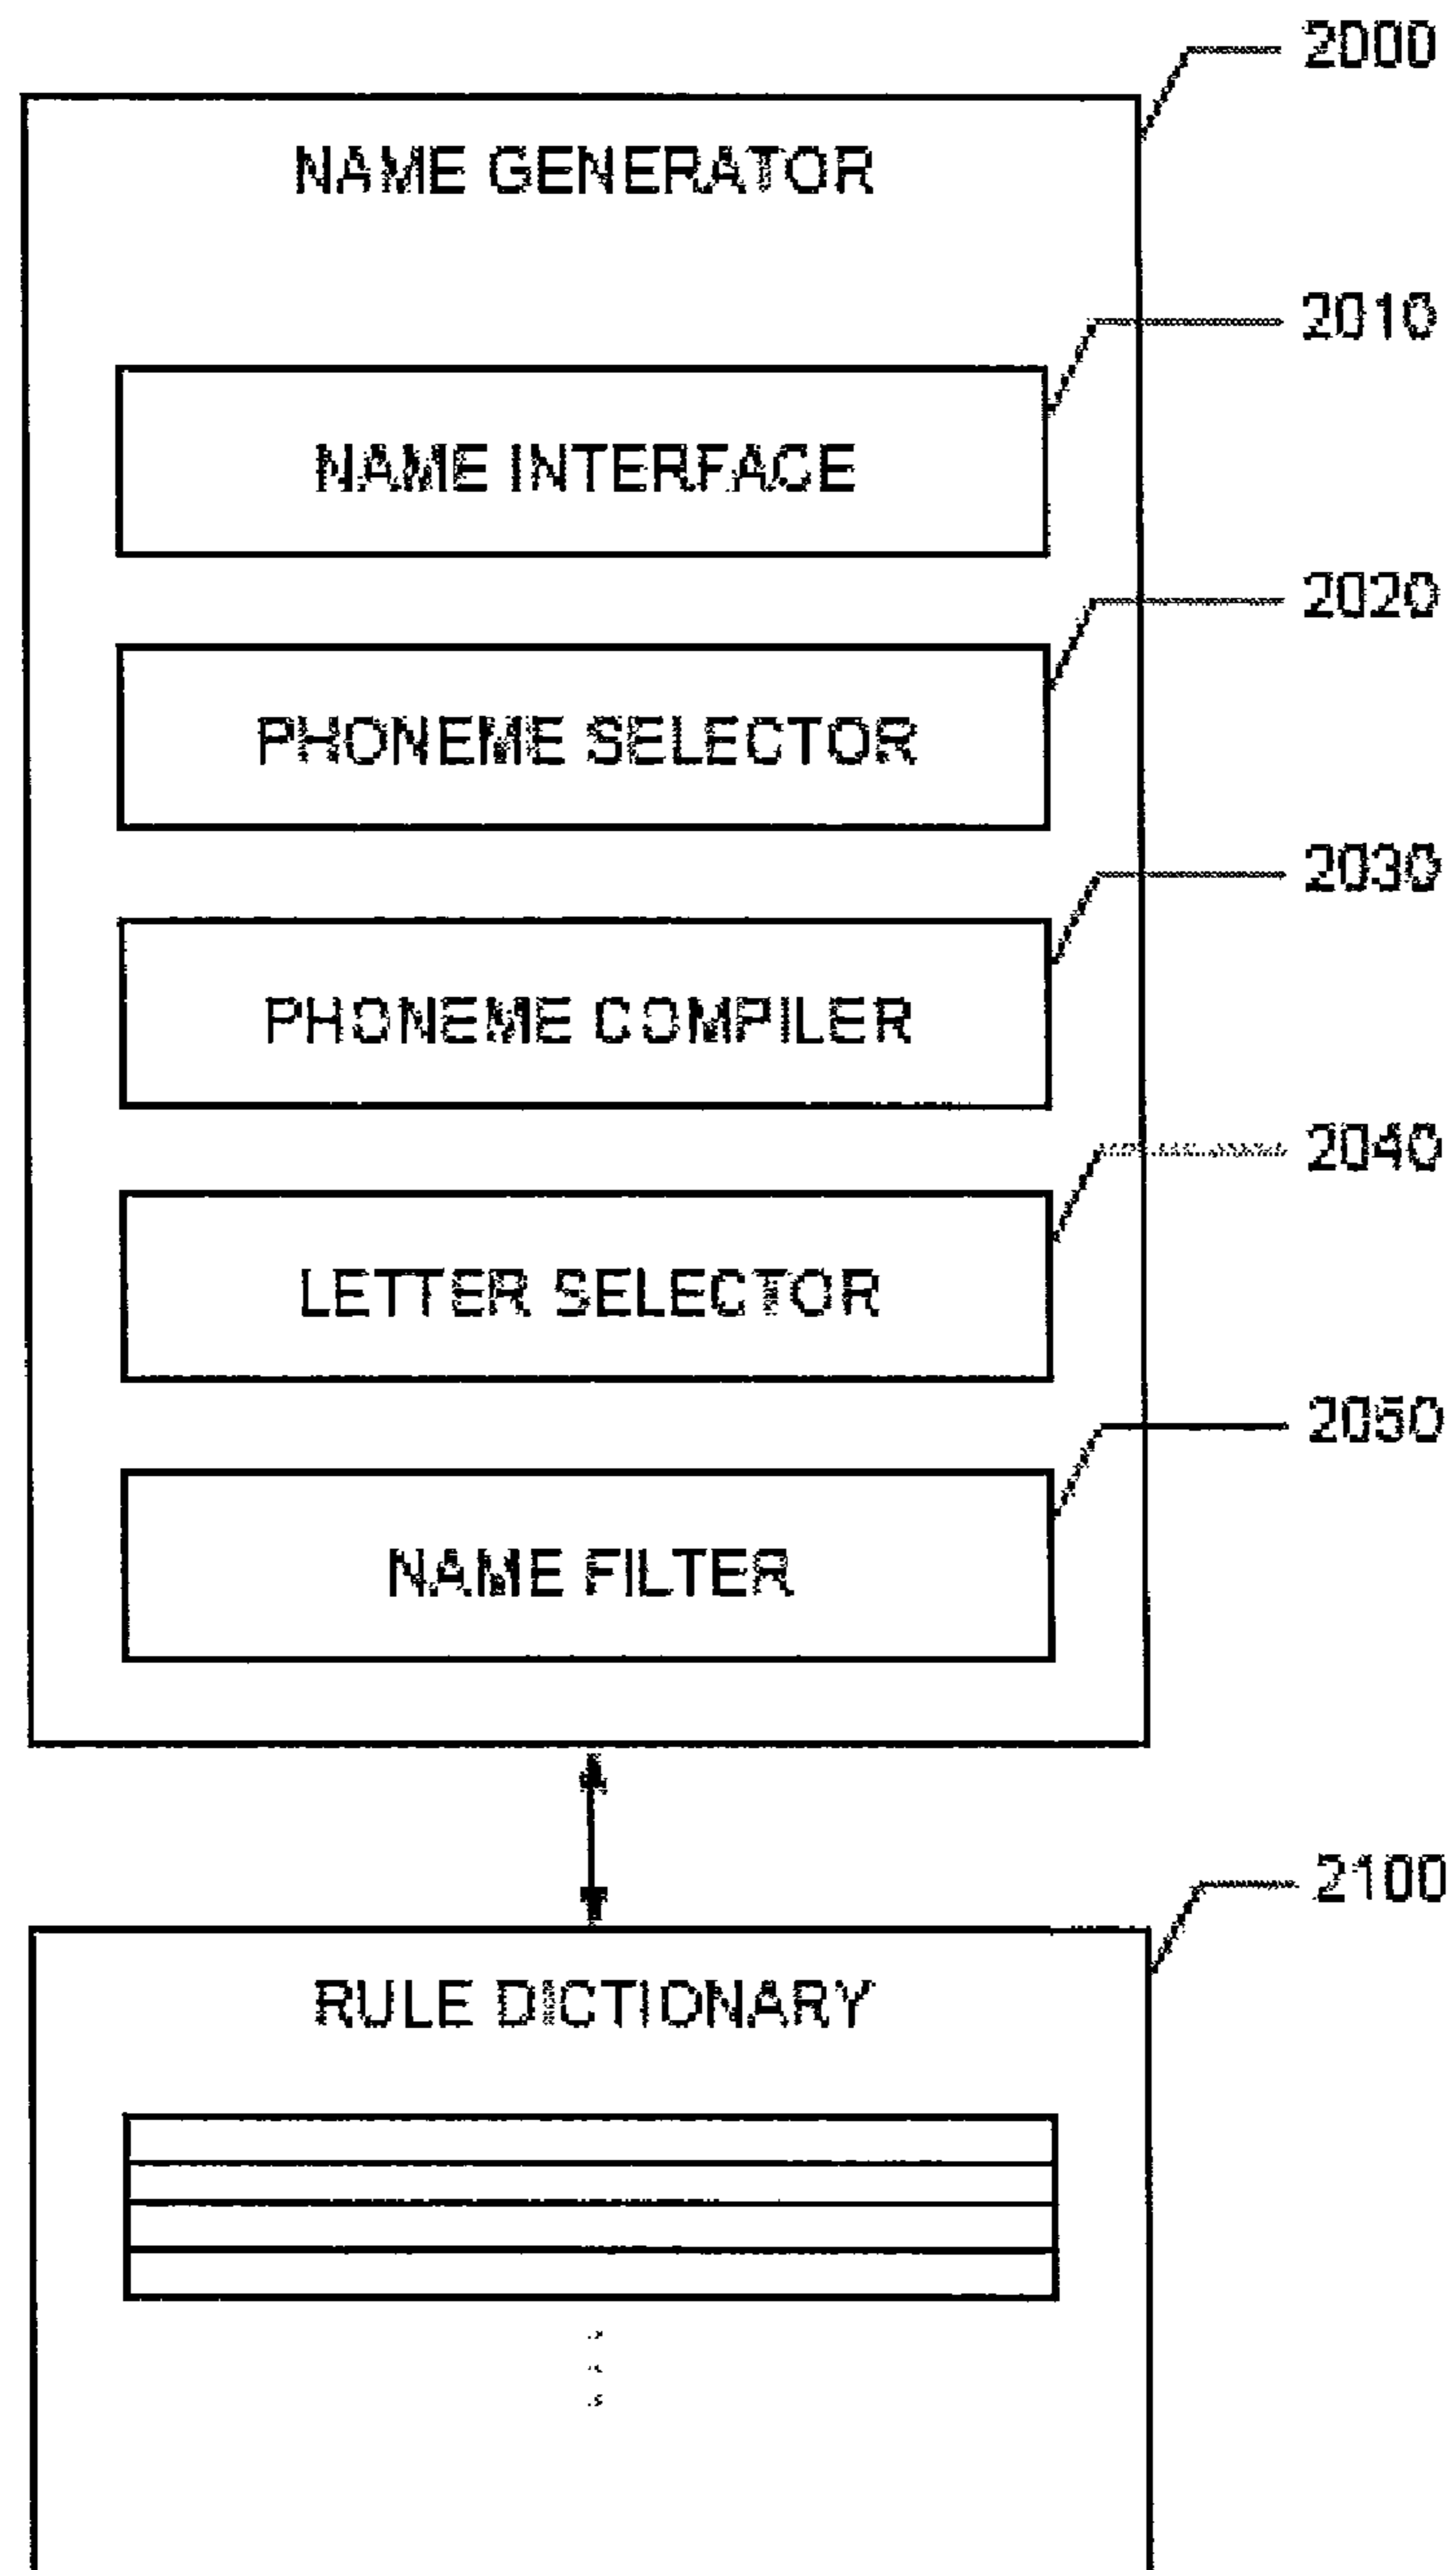 2000
NAME GENERATOR
2010
NAME INTERFACE
2020
PHONEME SELECTOR
2030
PHONEME COMPILER
2040
LETTER SELECTOR
2050
NAME FILTER
2100
RULE DICTIONARY